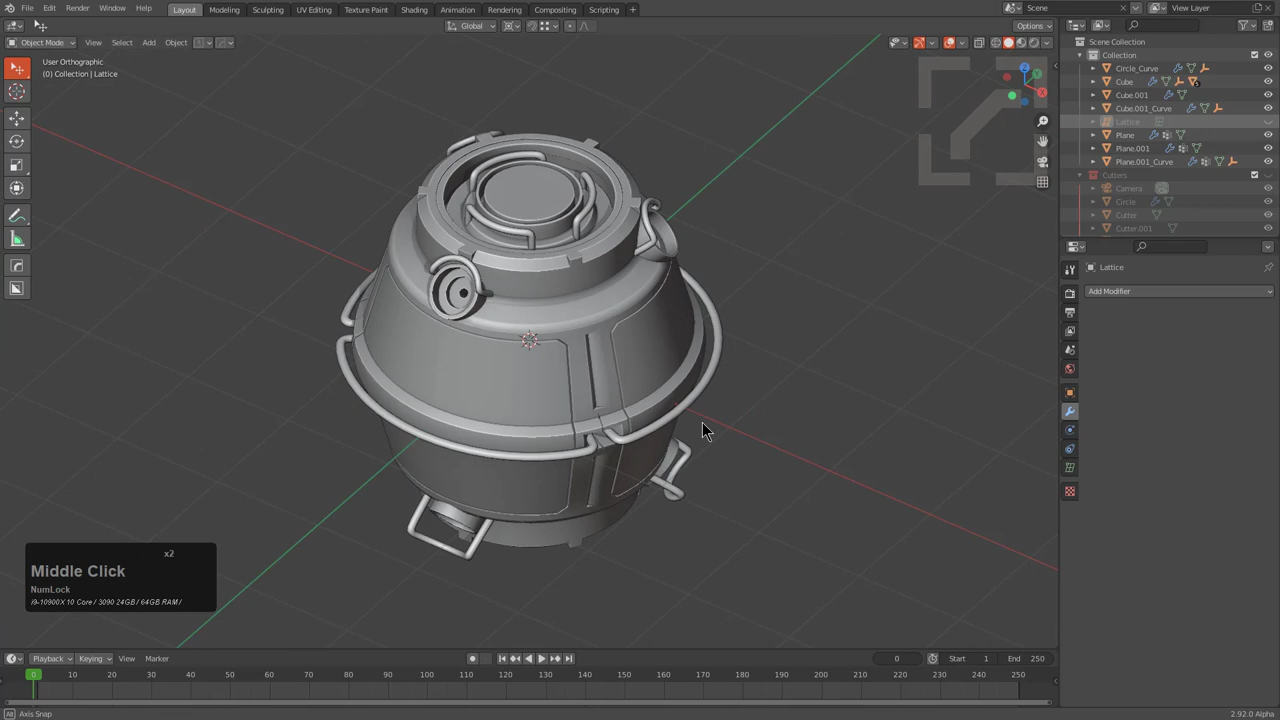 File Edit Render Window Help Layout Modeling Sculpting UV Editing Texture Paint Shading Animation Rendering Compositing Scripting + Scene View Layer
Global Options
Object Mode View Select Add Object
User Orthographic
(0) Collection | Lattice
Z
Y
X
Scene Collection
Collection
Circle_Curve
Cube
Cube.001
Cube.001_Curve
Lattice
Plane
Plane.001
Plane.001_Curve
Cutters
Camera
Circle
Cutter
Cutter.001
Lattice
Add Modifier
x2
Middle Click
NumLock
i9-10900X 10 Core / 3090 24GB / 64GB RAM /
Playback Keying View Marker 0 Start 1 End 250
0 10 20 30 40 50 60 70 80 90 100 110 120 130 140 150 160 170 180 190 200 210 220 230 240 250
Axis Snap 2.92.0 Alpha